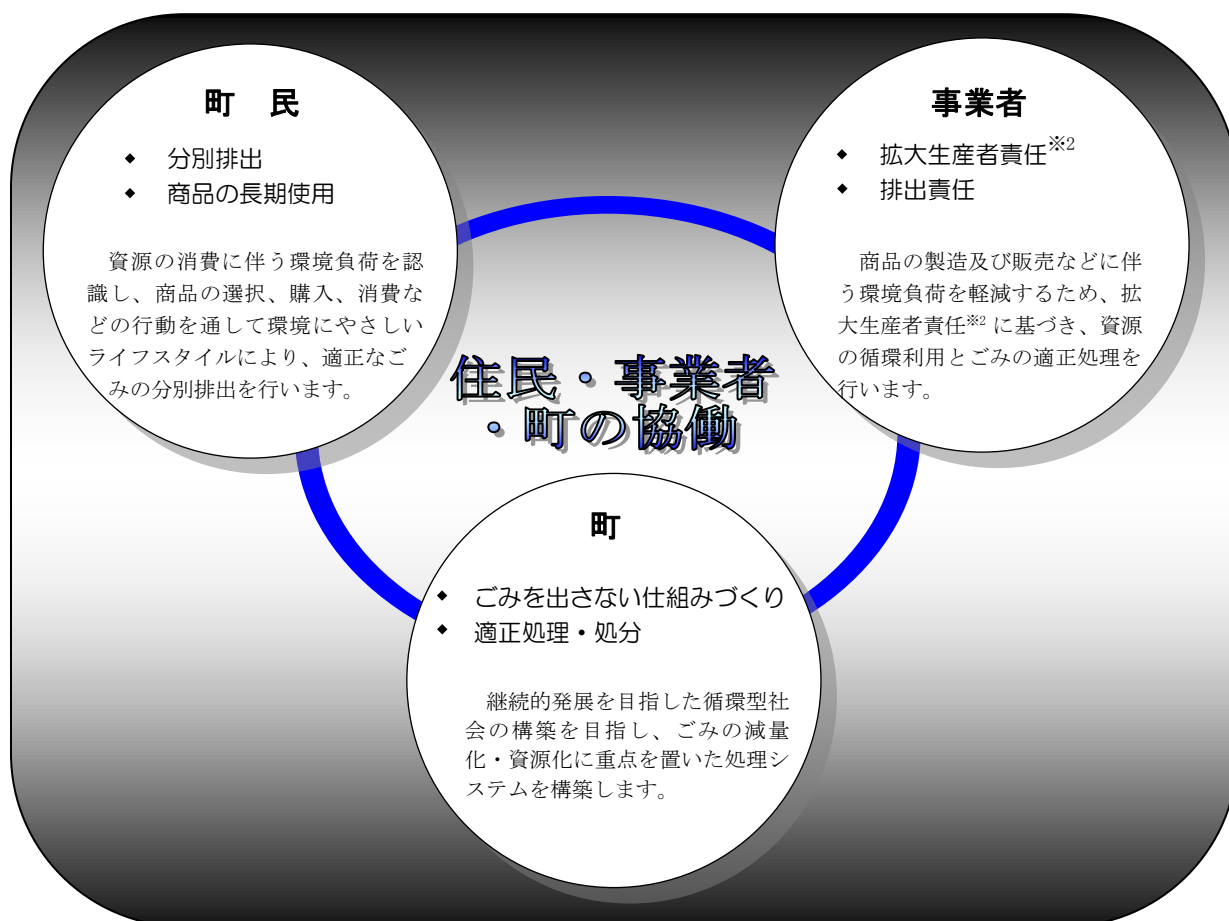 町　民
◆ 分別排出
◆ 商品の長期使用
資源の消費に伴う環境負荷を認
識し、商品の選択、購入、消費な
どの行動を通して環境にやさしい
ライフスタイルにより、適正なご
みの分別排出を行います。
事業者
◆ 拡大生産者責任※2
◆ 排出責任
商品の製造及び販売などに伴
う環境負荷を軽減するため、拡
大生産者責任※2 に基づき、資源
の循環利用とごみの適正処理を
行います。
住民・事業者
・町の協働
町
◆ ごみを出さない仕組みづくり
◆ 適正処理・処分
継続的発展を目指した循環型社
会の構築を目指し、ごみの減量
化・資源化に重点を置いた処理シ
ステムを構築します。